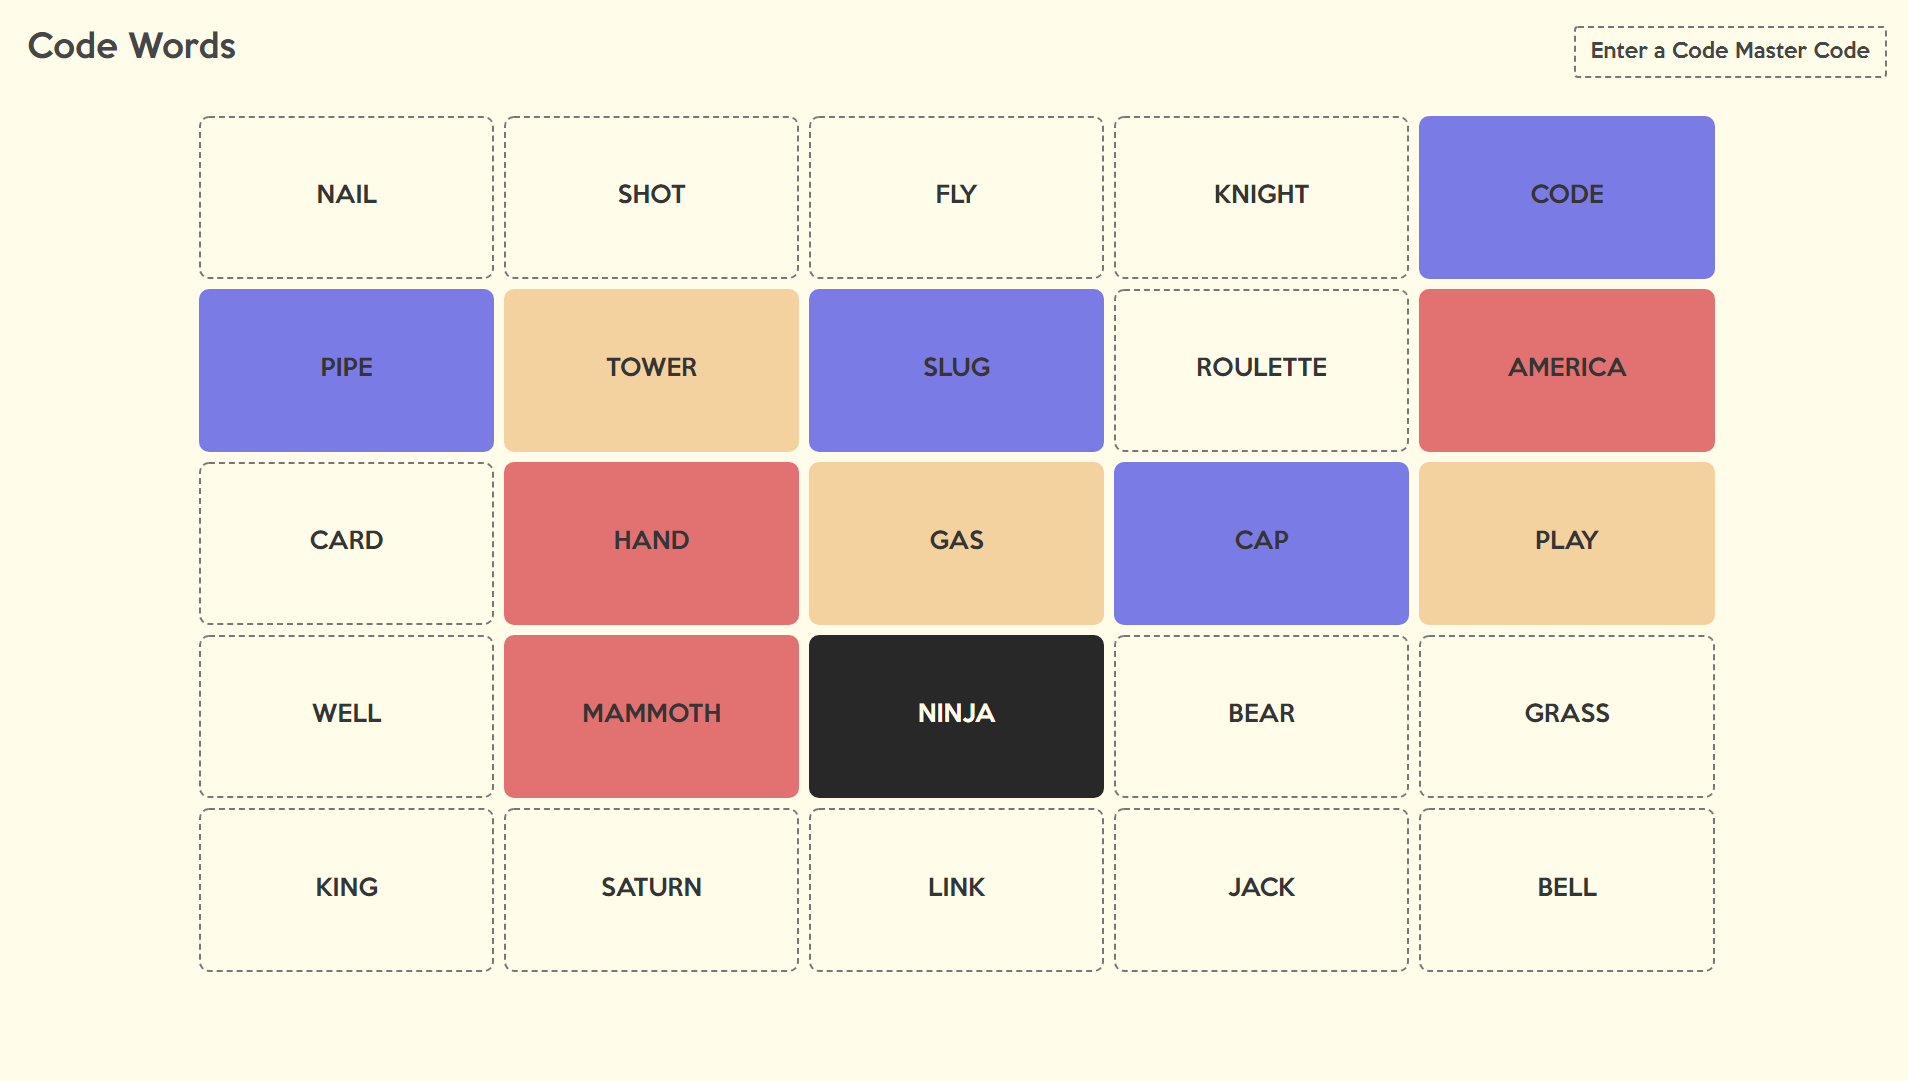 Code Words
Enter a Code Master Code
NAIL
SHOT
FLY
KNIGHT
CODE
PIPE
TOWER
SLUG
ROULETTE
AMERICA
CARD
HAND
GAS
CAP
PLAY
WELL
MAMMOTH
NINJA
BEAR
GRASS
KING
SATURN
LINK
JACK
BELL